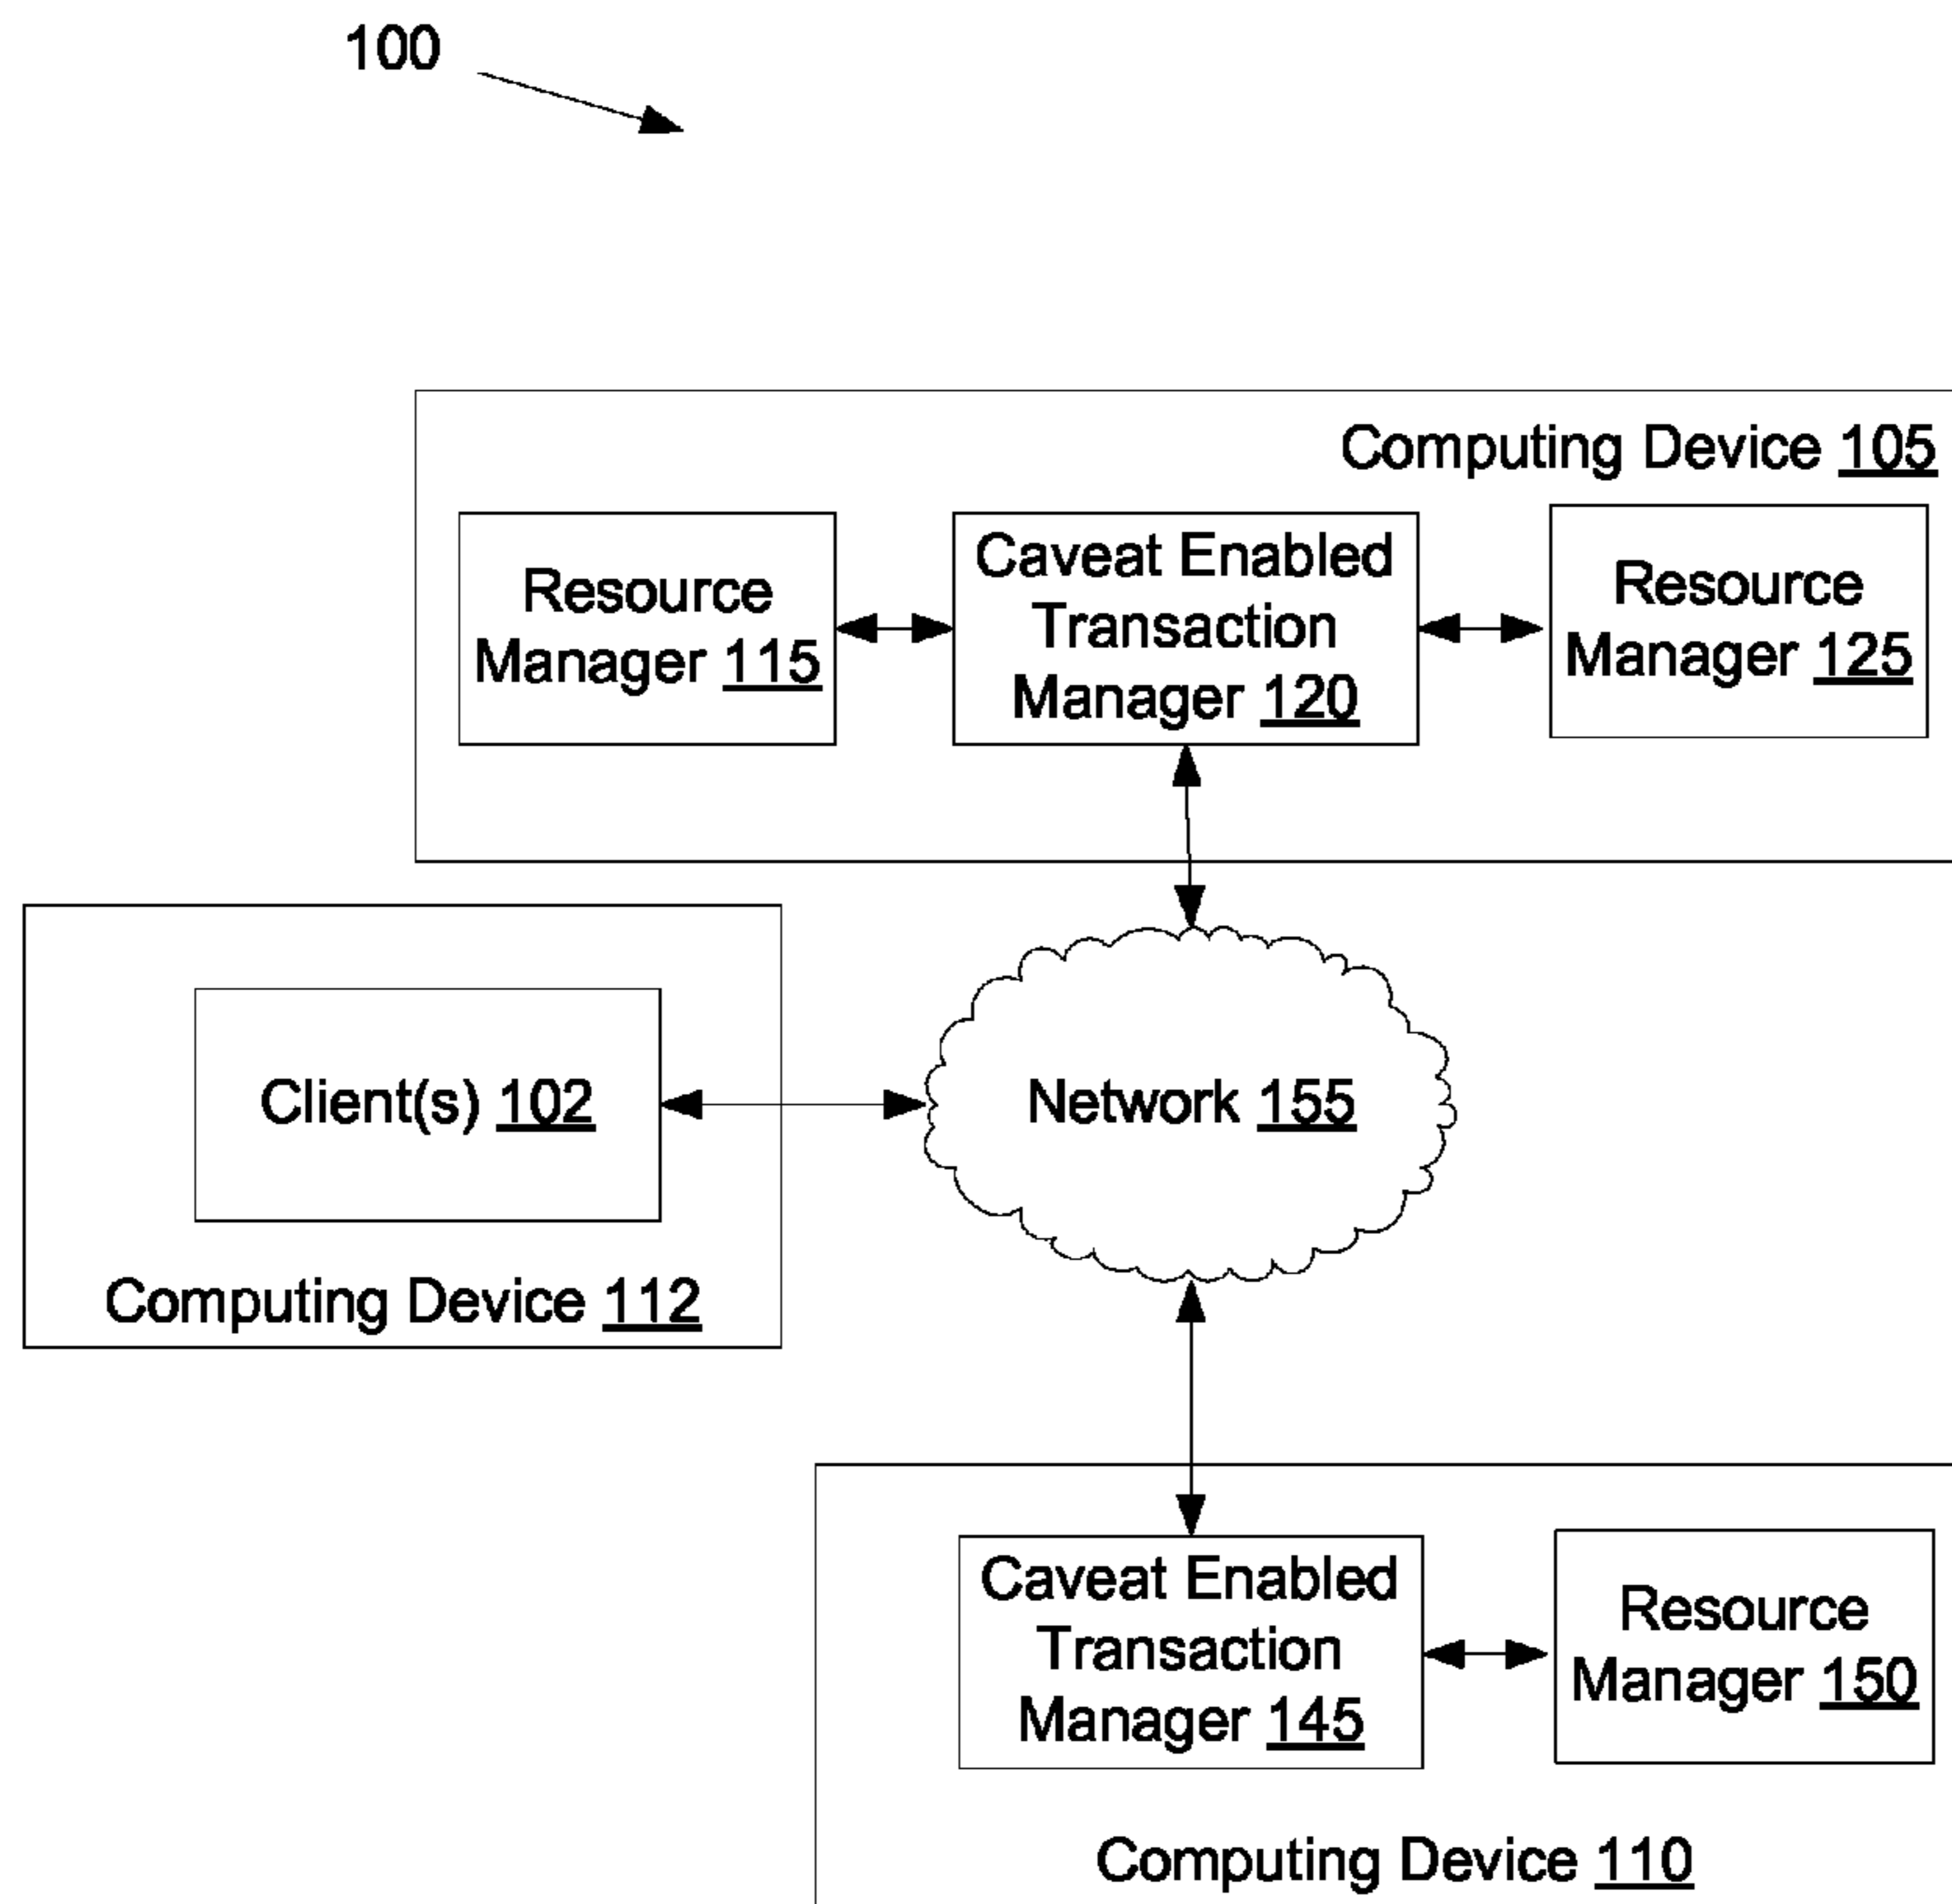 100
Computing Device 105
Resource
Manager 115
Caveat Enabled
Transaction
Manager 120
Resource
Manager 125
Client(s) 102
Computing Device 112
Network 155
Caveat Enabled
Transaction
Manager 145
Resource
Manager 150
Computing Device 110